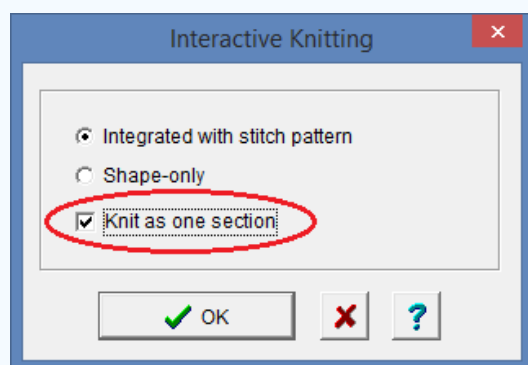 Interactive Knitting
Integrated with stitch pattern
Shape-only
Knit as one section
OK